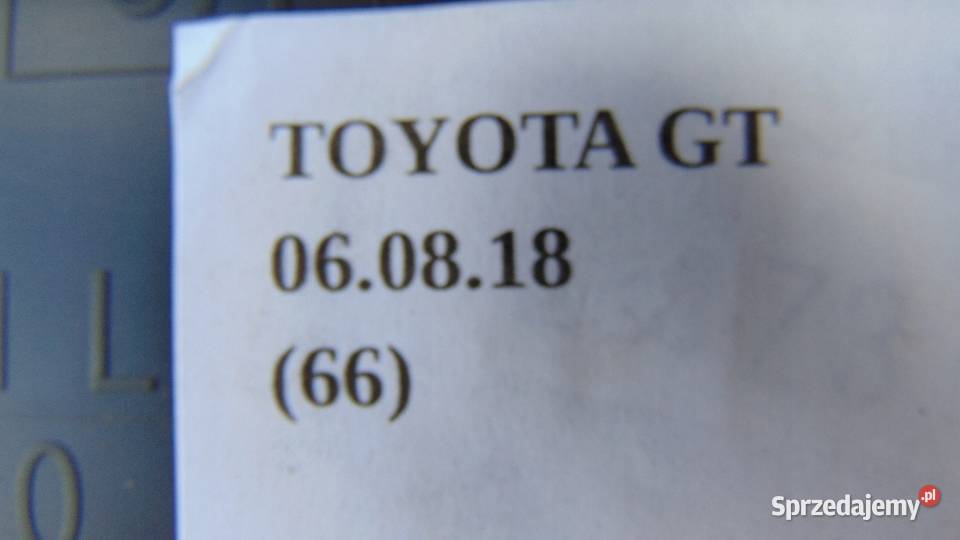 TOYOTA GT
06.08.18
(66)
I L
O
Sprzedajemy.pl